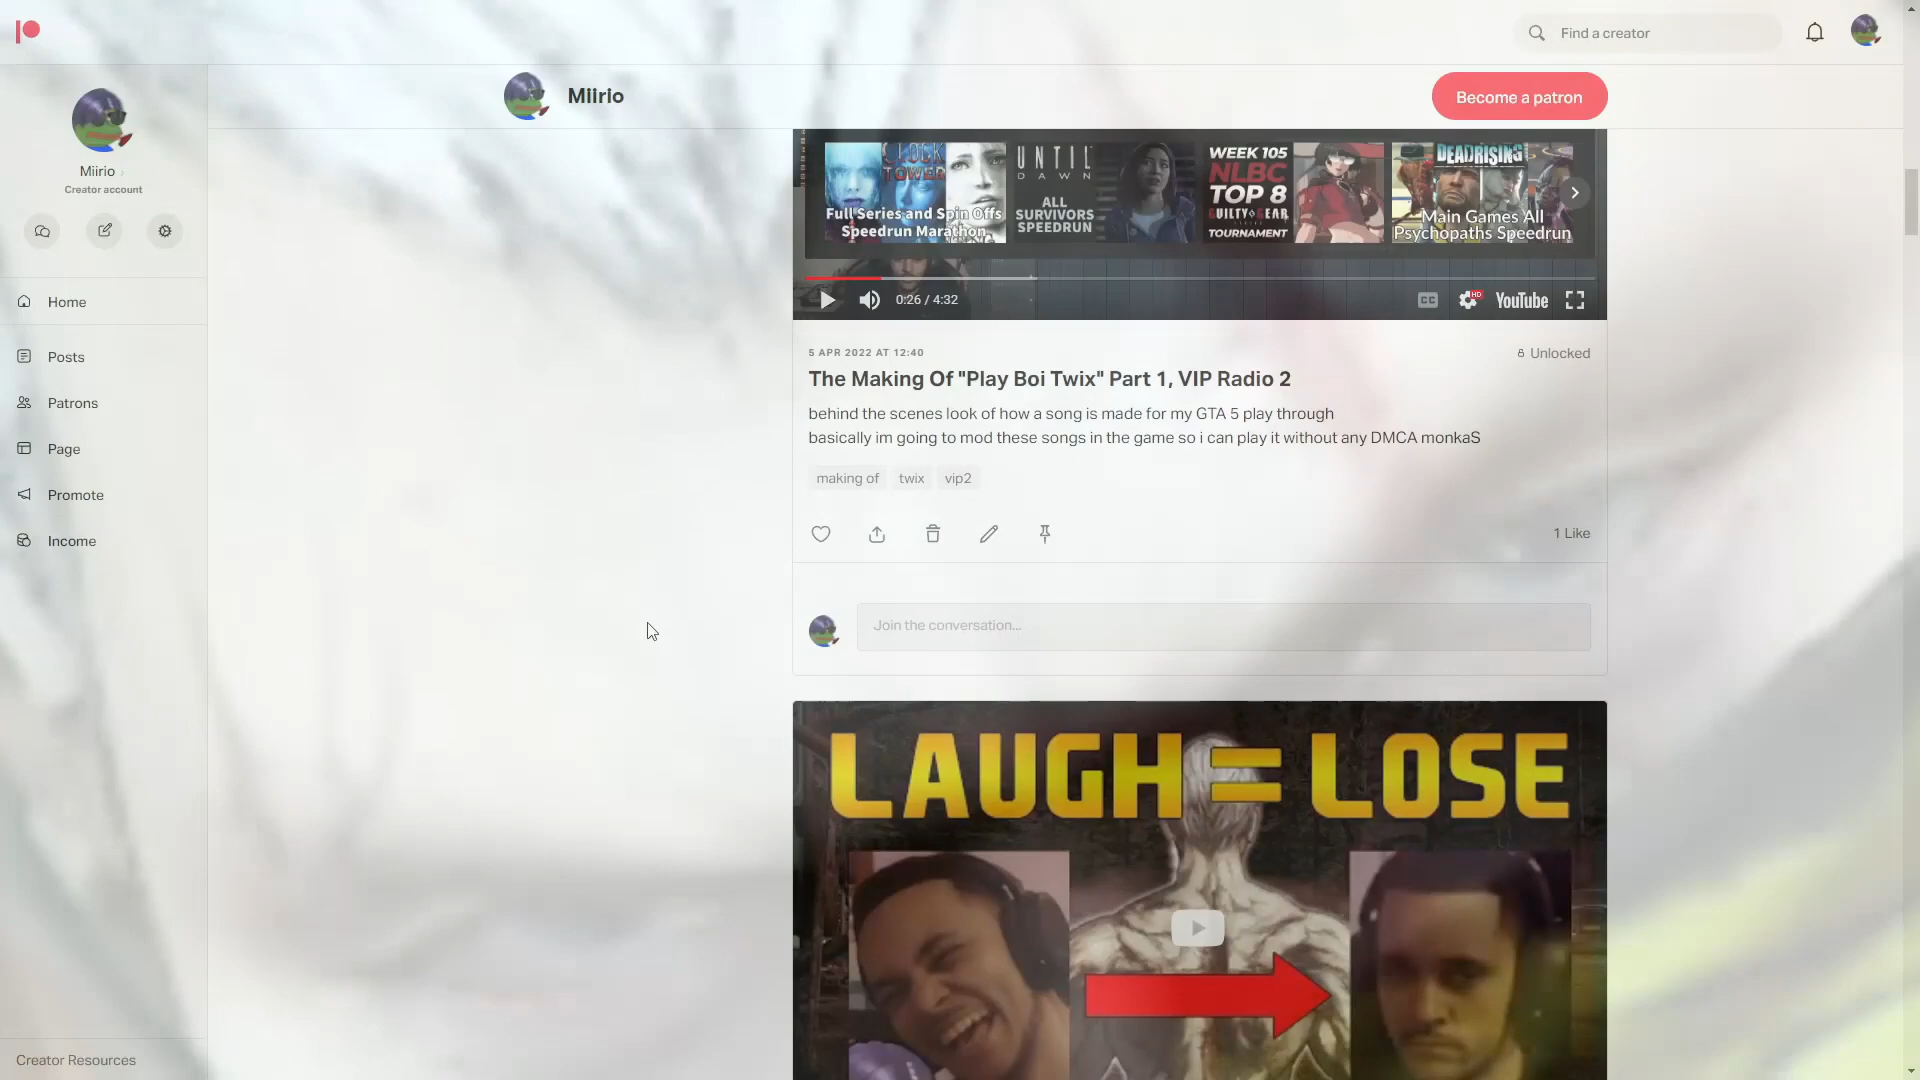 Find a creator
Miirio
Become a patron
Miirio
Creator account
Home
Posts
Patrons
Page
Promote
Income
Creator Resources
CLOCK
TOWER
Full Series and Spin Offs
Speedrun Marathon
UNTIL
DAWN
ALL
SURVIVORS
SPEEDRUN
WEEK 105
NLBC
TOP 8
GUILTY GEAR
TOURNAMENT
DEADRISING
Main Games All
Psychopaths Speedrun
0:26 / 4:32
CC
HD
YouTube
5 APR 2022 AT 12:40
Unlocked
The Making Of "Play Boi Twix" Part 1, VIP Radio 2
behind the scenes look of how a song is made for my GTA 5 play through
basically im going to mod these songs in the game so i can play it without any DMCA monkaS
making of
twix
vip2
1 Like
Join the conversation...
LAUGH = LOSE